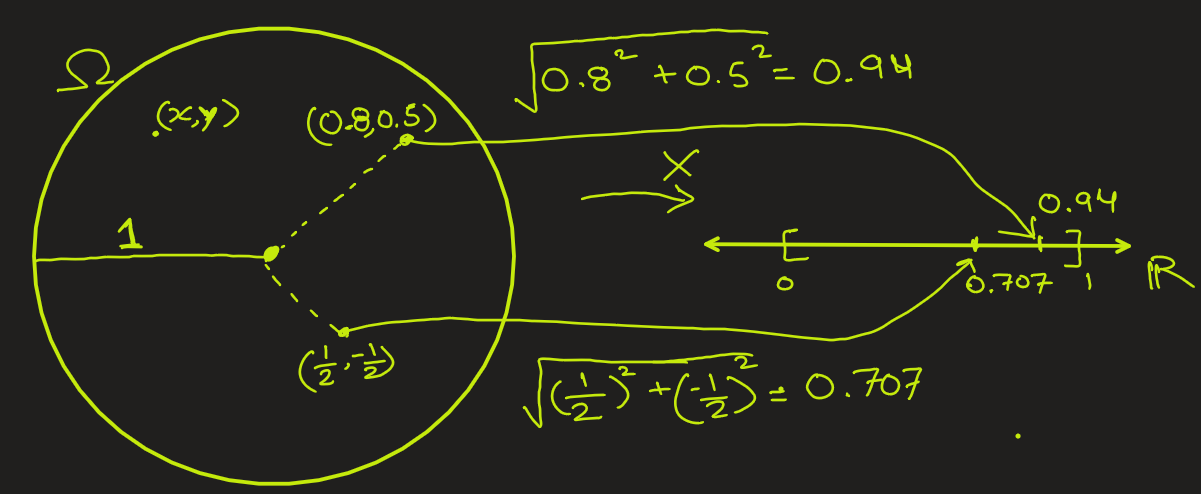 Ω
√(0.8² + 0.5²) = 0.94
(x,y)
(0.8,0.5)
X
1
0.94
[
]
0
0.707
1
ℝ
(1/2, -1/2)
√((1/2)² + (-1/2)²) = 0.707